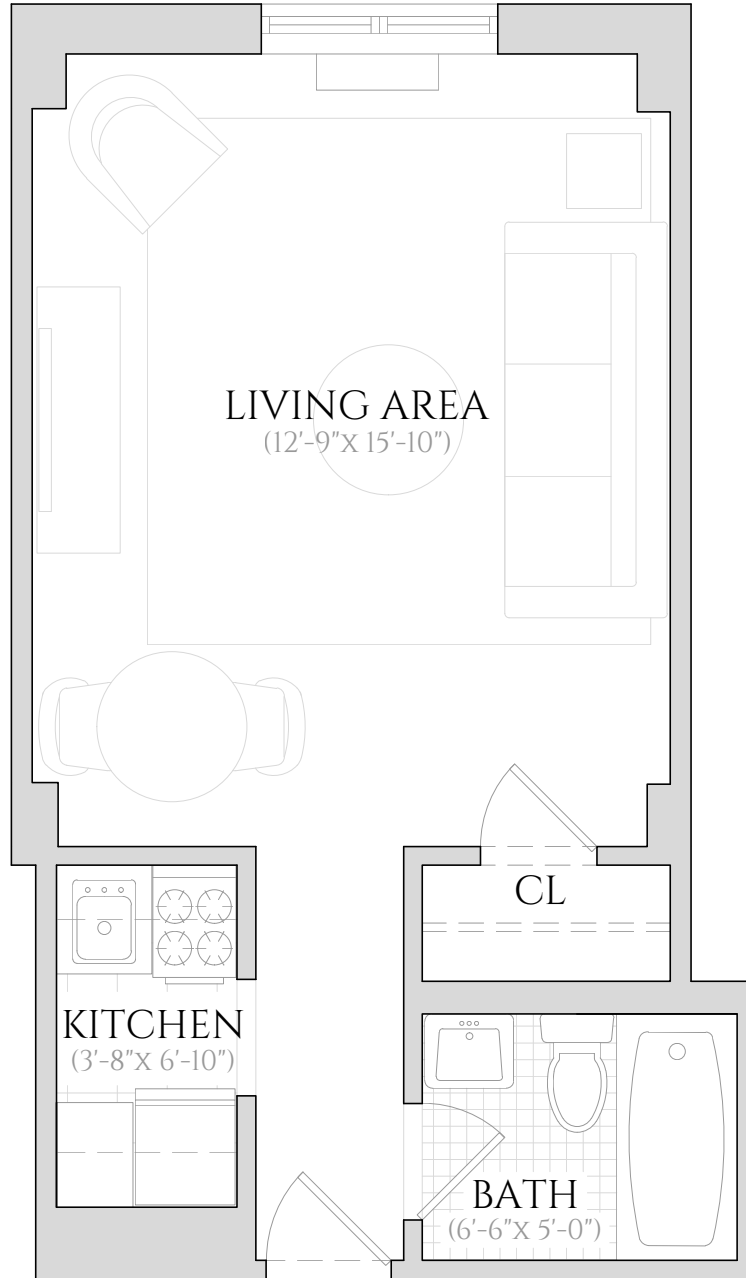 LIVING AREA
(12'-9"X 15'-10")
CL
KITCHEN
(3'-8"X 6'-10")
BATH
(6'-6"X 5'-0")